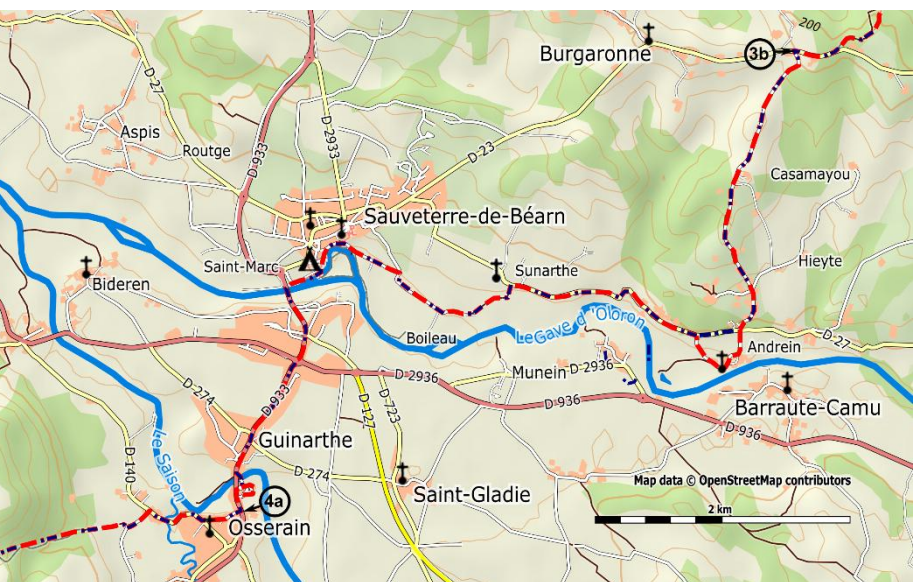 200
Burgaronne
3b
D-27
Aspis
Routge
D-933
D-2933
D-23
Casamayou
Sauveterre-de-Béarn
Saint-Marc
Sunarthe
Hieyte
Bideren
Le Gave d'Oloron
Boileau
D-27
Andrein
D-2936
Munein
D 2936
D-936
Barraute-Camu
D-936
D-274
D-933
D-127
D-723
Guinarthe
Le Saison
D-140
D-274
Saint-Gladie
Map data © OpenStreetMap contributors
4a
Osserain
2 km